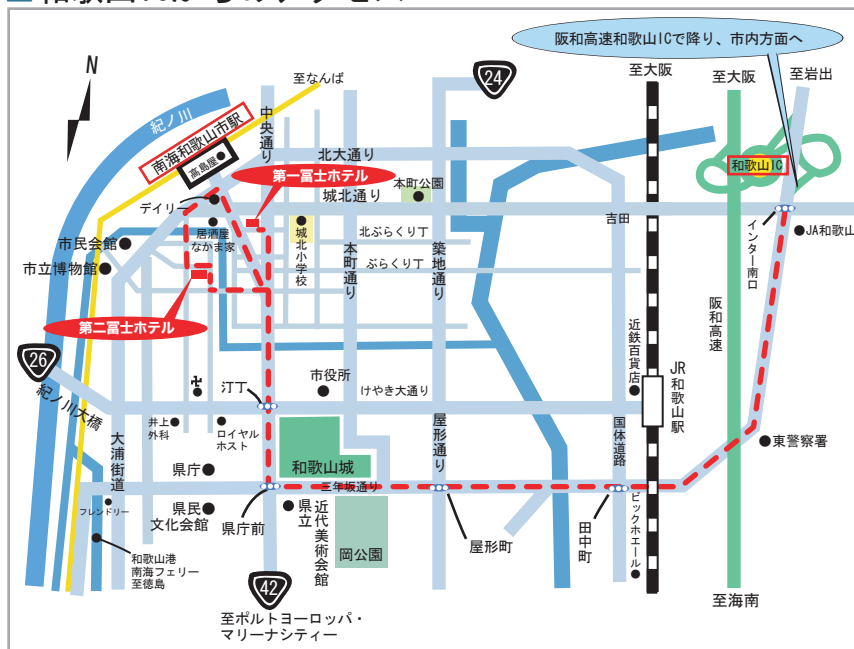 阪和高速和歌山ICで降り、市内方面へ
N
至なんば
24
至大阪
至大阪
至岩出
紀ノ川
南海和歌山市駅
高島屋
中央通り
北大通り
和歌山IC
第一冨士ホテル
本町公園
城北通り
デイリー
吉田
居酒屋
なかま家
城北小学校
北ぶらくり丁
ぶらくり丁
本町通り
築地通り
インター南口
JA和歌山
市民会館
市立博物館
第二冨士ホテル
阪和高速
近鉄百貨店
JR和歌山駅
26
紀ノ川大橋
汀丁
市役所
けやき大通り
卍
井上
外科
ロイヤル
ホスト
大浦街道
屋形通り
国体道路
東警察署
県庁
和歌山城
三年坂通り
フレンドリー
県民
文化会館
県庁前
県立
近代美術館
岡公園
屋形町
田中町
ビックホエール
和歌山港
南海フェリー
至徳島
42
至ポルトヨーロッパ・
マリーナシティー
至海南